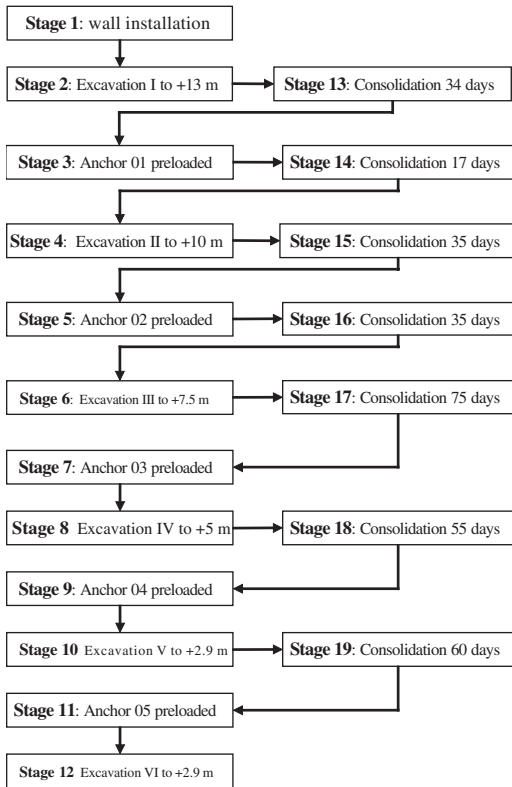 Stage 1: wall installation
Stage 2: Excavation I to +13 m
Stage 13: Consolidation 34 days
Stage 3: Anchor 01 preloaded
Stage 14: Consolidation 17 days
Stage 4: Excavation II to +10 m
Stage 15: Consolidation 35 days
Stage 5: Anchor 02 preloaded
Stage 16: Consolidation 35 days
Stage 6: Excavation III to +7.5 m
Stage 17: Consolidation 75 days
Stage 7: Anchor 03 preloaded
Stage 8 Excavation IV to +5 m
Stage 18: Consolidation 55 days
Stage 9: Anchor 04 preloaded
Stage 10 Excavation V to +2.9 m
Stage 19: Consolidation 60 days
Stage 11: Anchor 05 preloaded
Stage 12 Excavation VI to +2.9 m